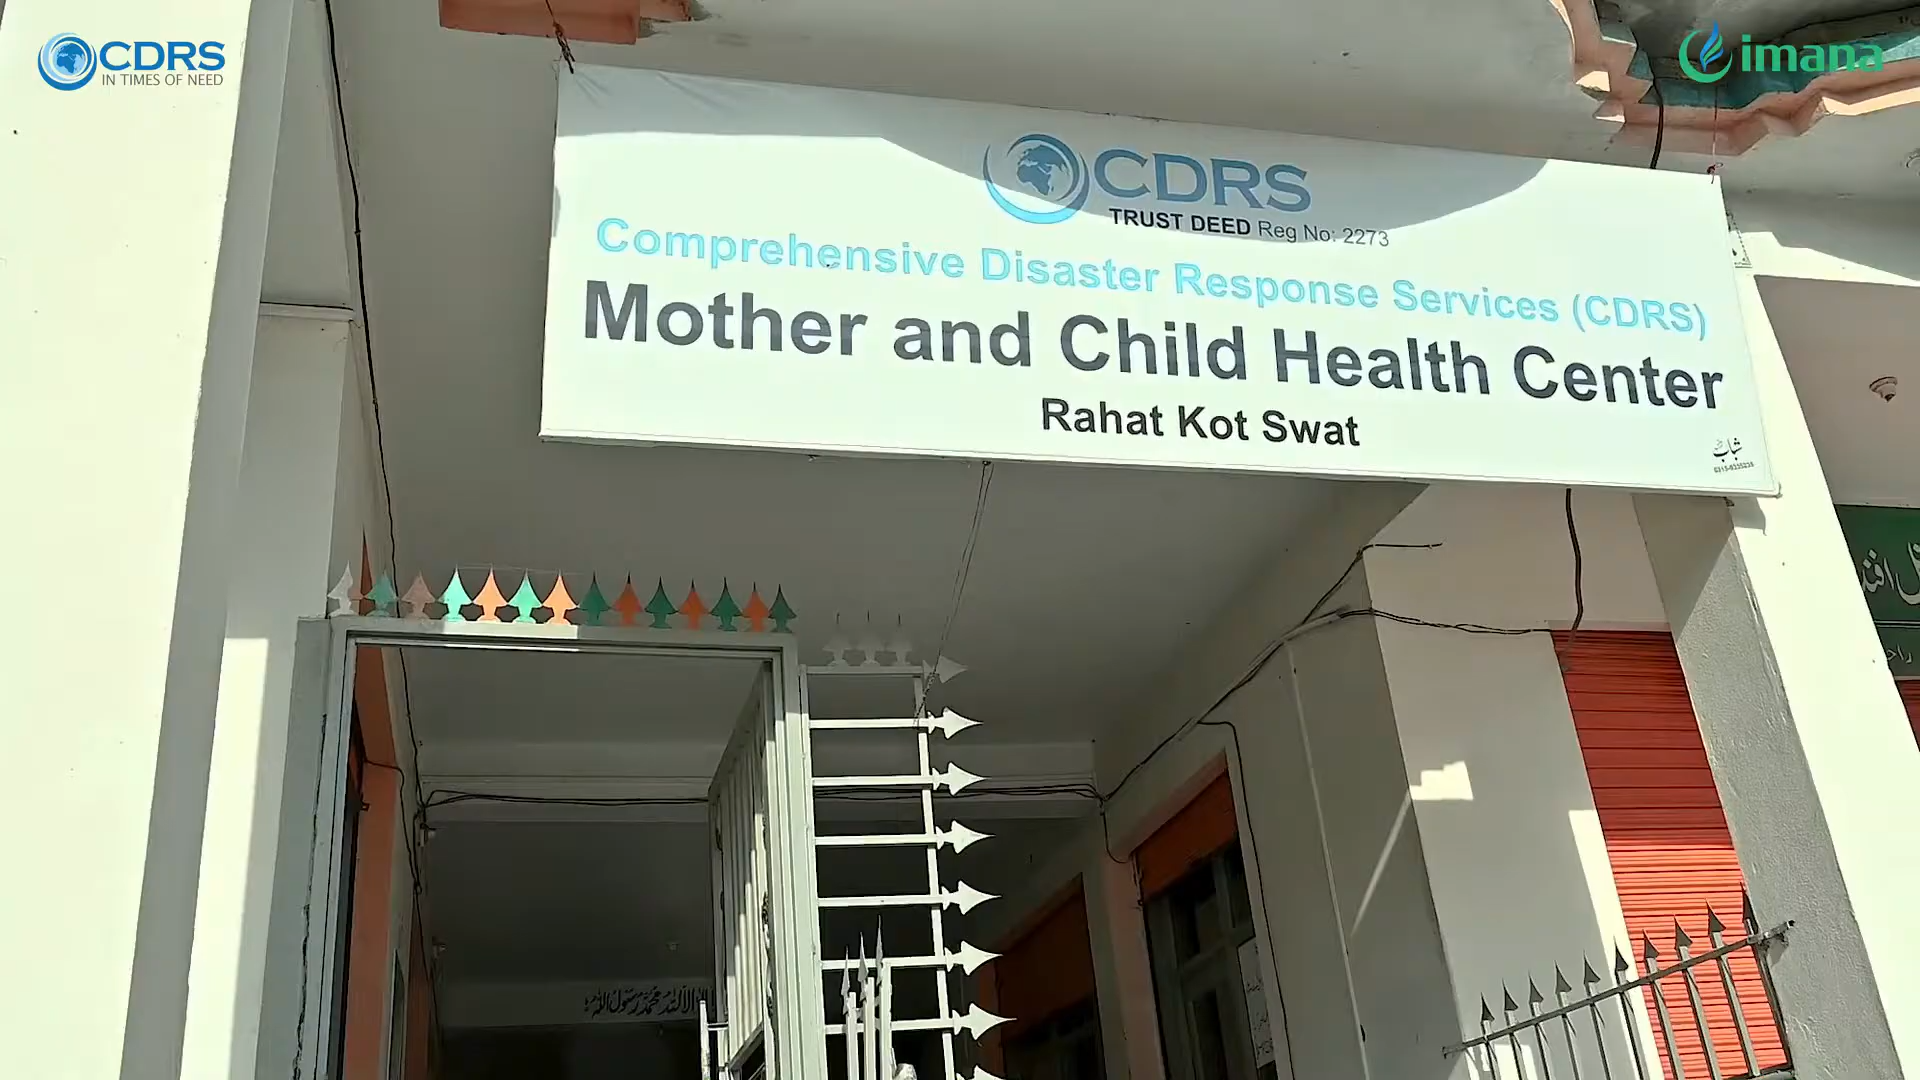 CDRS
IN TIMES OF NEED
imana
CDRS
TRUST DEED Reg No: 2273
Comprehensive Disaster Response Services (CDRS)
Mother and Child Health Center
Rahat Kot Swat
شباب